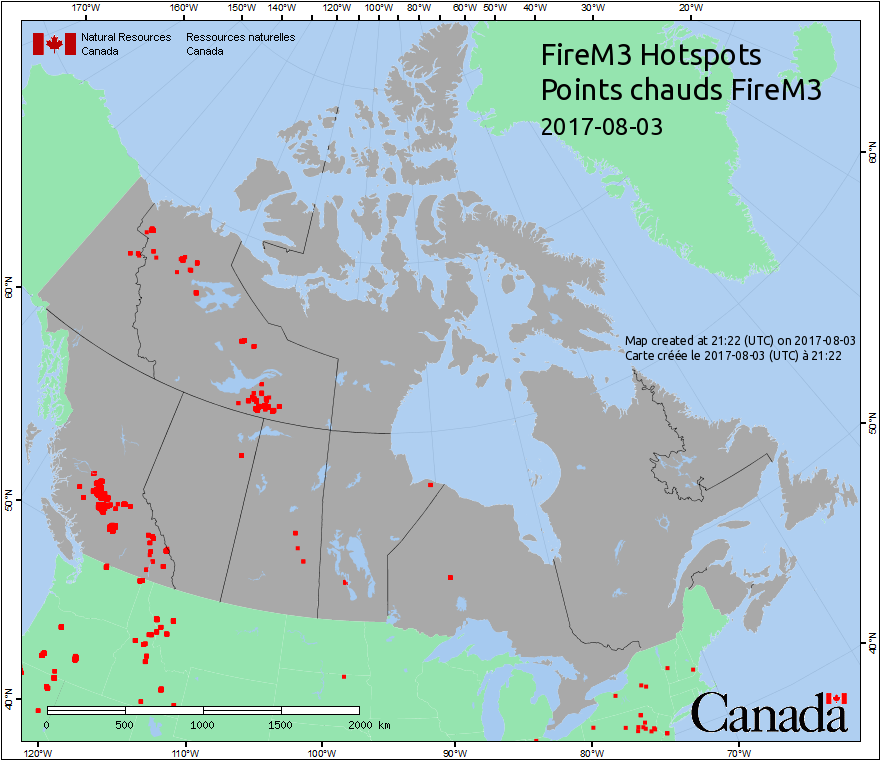 170°W 160°W 150°W 140°W 130°W 120°W 110°W 100°W 90°W 80°W 60°W 50°W 40°W 30°W 20°W
Natural Resources Canada
Ressources naturelles Canada
FireM3 Hotspots
Points chauds FireM3
2017-08-03
60°N
60°N
Map created at 21:22 (UTC) on 2017-08-03
Carte créée le 2017-08-03 (UTC) à 21:22
50°N
50°N
40°N
40°N
Canada
0 500 1000 1500 2000 km
120°W 110°W 100°W 90°W 80°W 70°W